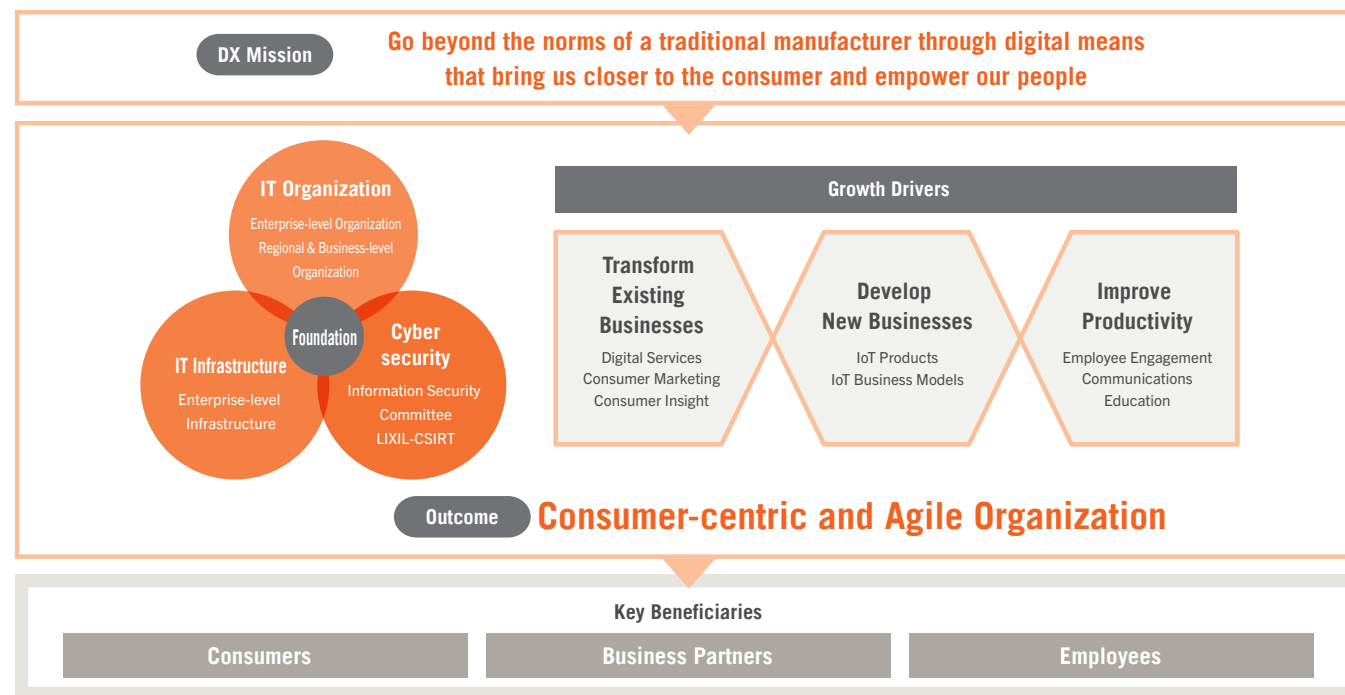 DX Mission
Go beyond the norms of a traditional manufacturer through digital means
that bring us closer to the consumer and empower our people
IT Organization
Enterprise-level Organization
Regional & Business-level
Organization
Foundation
IT Infrastructure
Enterprise-level
Infrastructure
Cyber
security
Information Security
Committee
LIXIL-CSIRT
Growth Drivers
Transform
Existing
Businesses
Digital Services
Consumer Marketing
Consumer Insight
Develop
New Businesses
IoT Products
IoT Business Models
Improve
Productivity
Employee Engagement
Communications
Education
Outcome
Consumer-centric and Agile Organization
Key Beneficiaries
Consumers
Business Partners
Employees